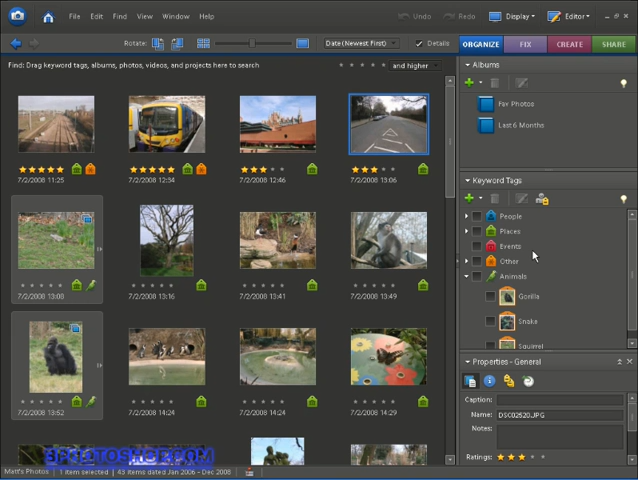 File Edit Find View Window Help Undo Redo Display Editor
Rotate: Date (Newest First) Details ORGANIZE FIX CREATE SHARE
Find: Drag keyword tags, albums, photos, videos, and projects here to search and higher
Albums
Fav Photos
Last 6 Months
7/2/2008 11:25 7/2/2008 12:34 7/2/2008 12:46 7/2/2008 13:06
Keyword Tags
People
Places
Events
Other
Animals
Gorilla
Snake
Squirrel
7/2/2008 13:08 7/2/2008 13:16 7/2/2008 13:41 7/2/2008 13:49
7/2/2008 13:52 7/2/2008 14:24 7/2/2008 14:24 7/2/2008 14:29
Properties - General
Caption:
Name: DSC02520.JPG
Notes:
Ratings:
PHOTOSHOP.COM
Matt's Photos 1 item selected 43 items dated Jan 2006 - Dec 2008